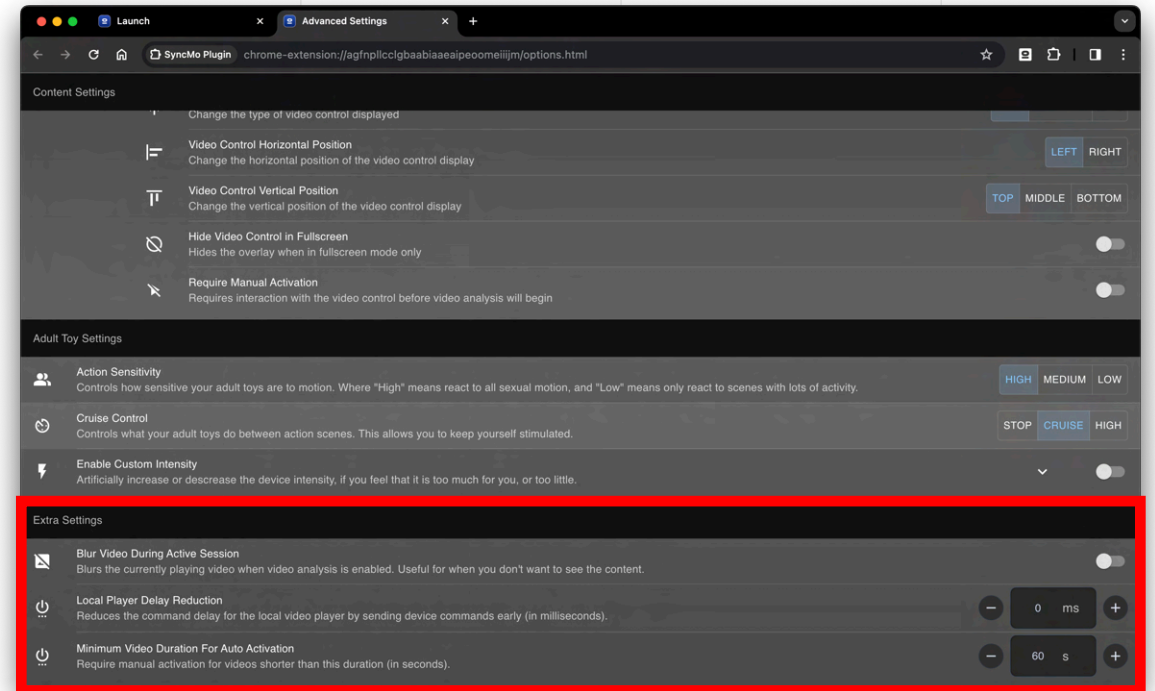 Launch
Advanced Settings
SyncMo Plugin chrome-extension://agfnpllcclgbaabiaaeaipeoomeiiijm/options.html
Content Settings
Change the type of video control displayed
Video Control Horizontal Position
Change the horizontal position of the video control display
LEFT RIGHT
Video Control Vertical Position
Change the vertical position of the video control display
TOP MIDDLE BOTTOM
Hide Video Control in Fullscreen
Hides the overlay when in fullscreen mode only
Require Manual Activation
Requires interaction with the video control before video analysis will begin
Adult Toy Settings
Action Sensitivity
Controls how sensitive your adult toys are to motion. Where "High" means react to all sexual motion, and "Low" means only react to scenes with lots of activity.
HIGH MEDIUM LOW
Cruise Control
Controls what your adult toys do between action scenes. This allows you to keep yourself stimulated.
STOP CRUISE HIGH
Enable Custom Intensity
Artificially increase or descrease the device intensity, if you feel that it is too much for you, or too little.
Extra Settings
Blur Video During Active Session
Blurs the currently playing video when video analysis is enabled. Useful for when you don't want to see the content.
Local Player Delay Reduction
Reduces the command delay for the local video player by sending device commands early (in milliseconds).
0 ms
Minimum Video Duration For Auto Activation
Require manual activation for videos shorter than this duration (in seconds).
60 s